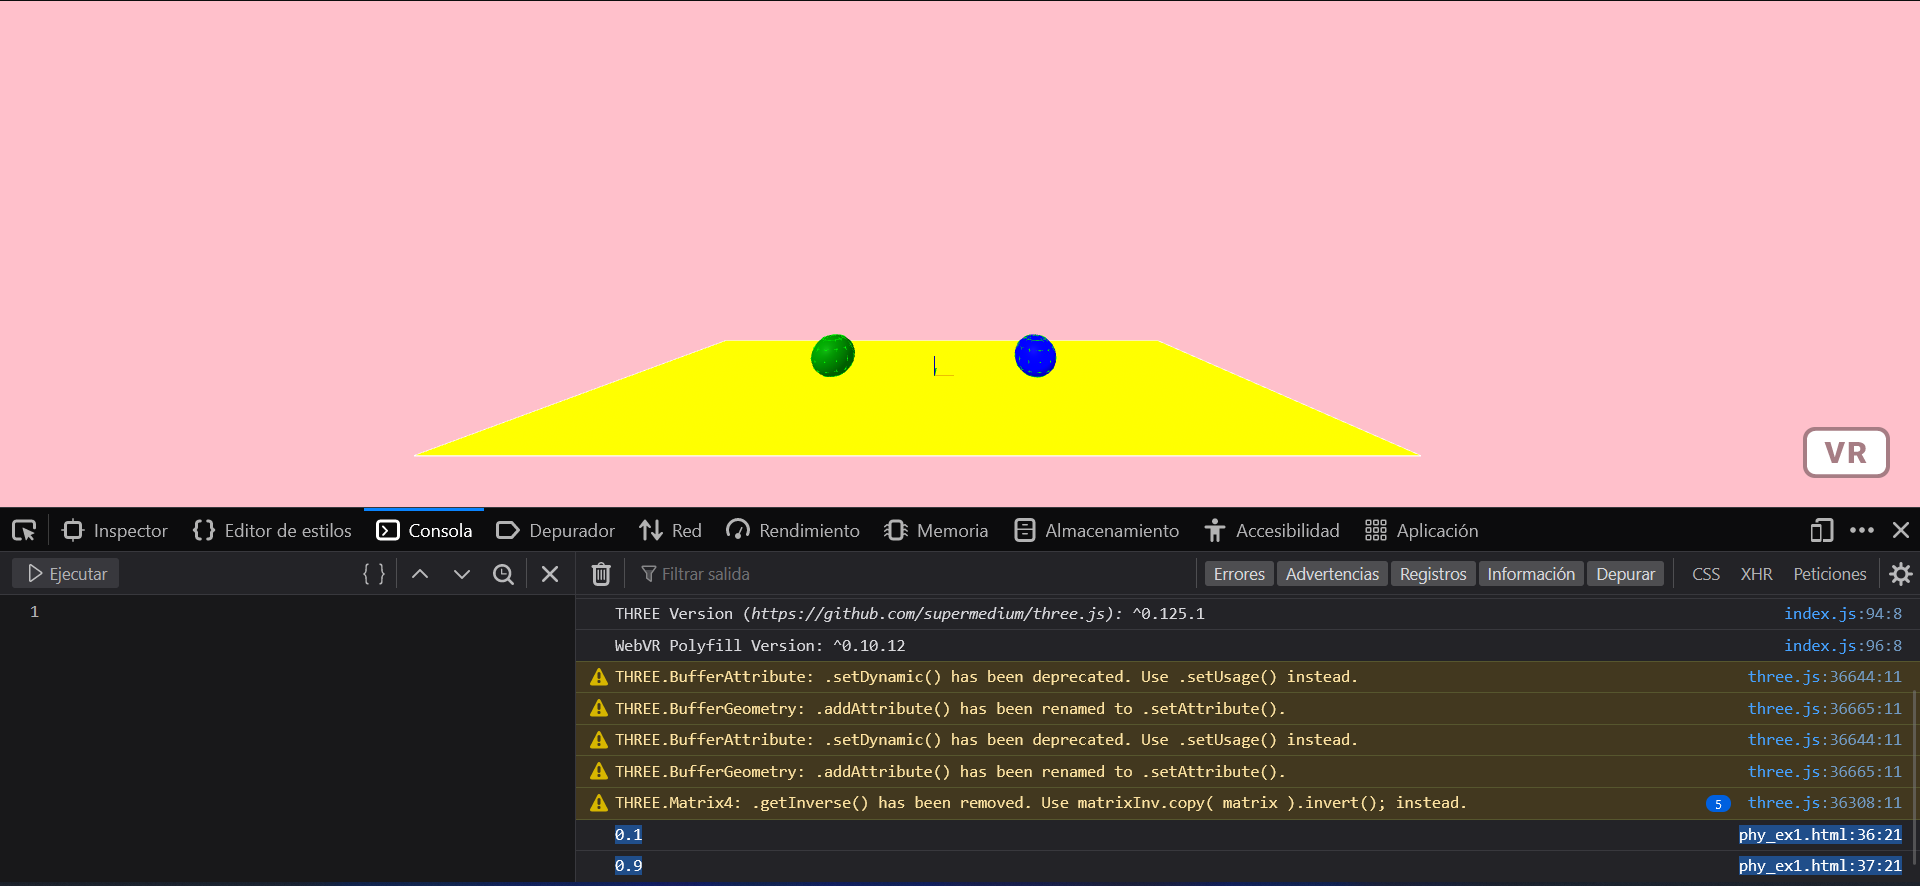 VR
Inspector Editor de estilos Consola Depurador Red Rendimiento Memoria Almacenamiento Accesibilidad Aplicación
Ejecutar Filtrar salida Errores Advertencias Registros Información Depurar CSS XHR Peticiones
1
THREE Version (https://github.com/supermedium/three.js): ^0.125.1 index.js:94:8
WebVR Polyfill Version: ^0.10.12 index.js:96:8
THREE.BufferAttribute: .setDynamic() has been deprecated. Use .setUsage() instead. three.js:36644:11
THREE.BufferGeometry: .addAttribute() has been renamed to .setAttribute(). three.js:36665:11
THREE.BufferAttribute: .setDynamic() has been deprecated. Use .setUsage() instead. three.js:36644:11
THREE.BufferGeometry: .addAttribute() has been renamed to .setAttribute(). three.js:36665:11
THREE.Matrix4: .getInverse() has been removed. Use matrixInv.copy( matrix ).invert(); instead. 5 three.js:36308:11
0.1 phy_ex1.html:36:21
0.9 phy_ex1.html:37:21